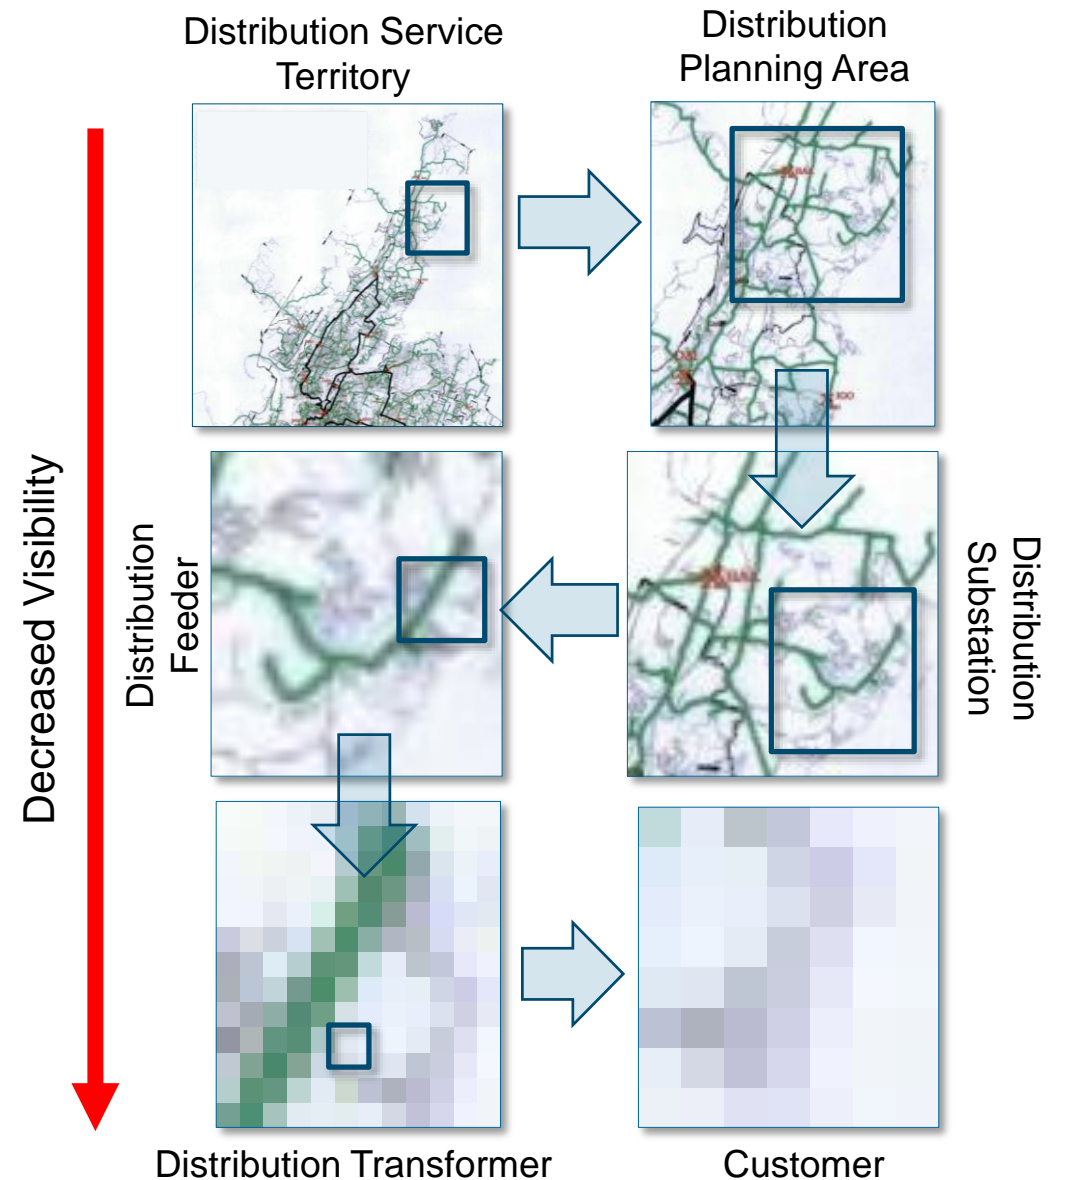 Distribution Service
Territory
Distribution
Planning Area
Decreased Visibility
Distribution
Feeder
Distribution
Substation
Distribution Transformer
Customer